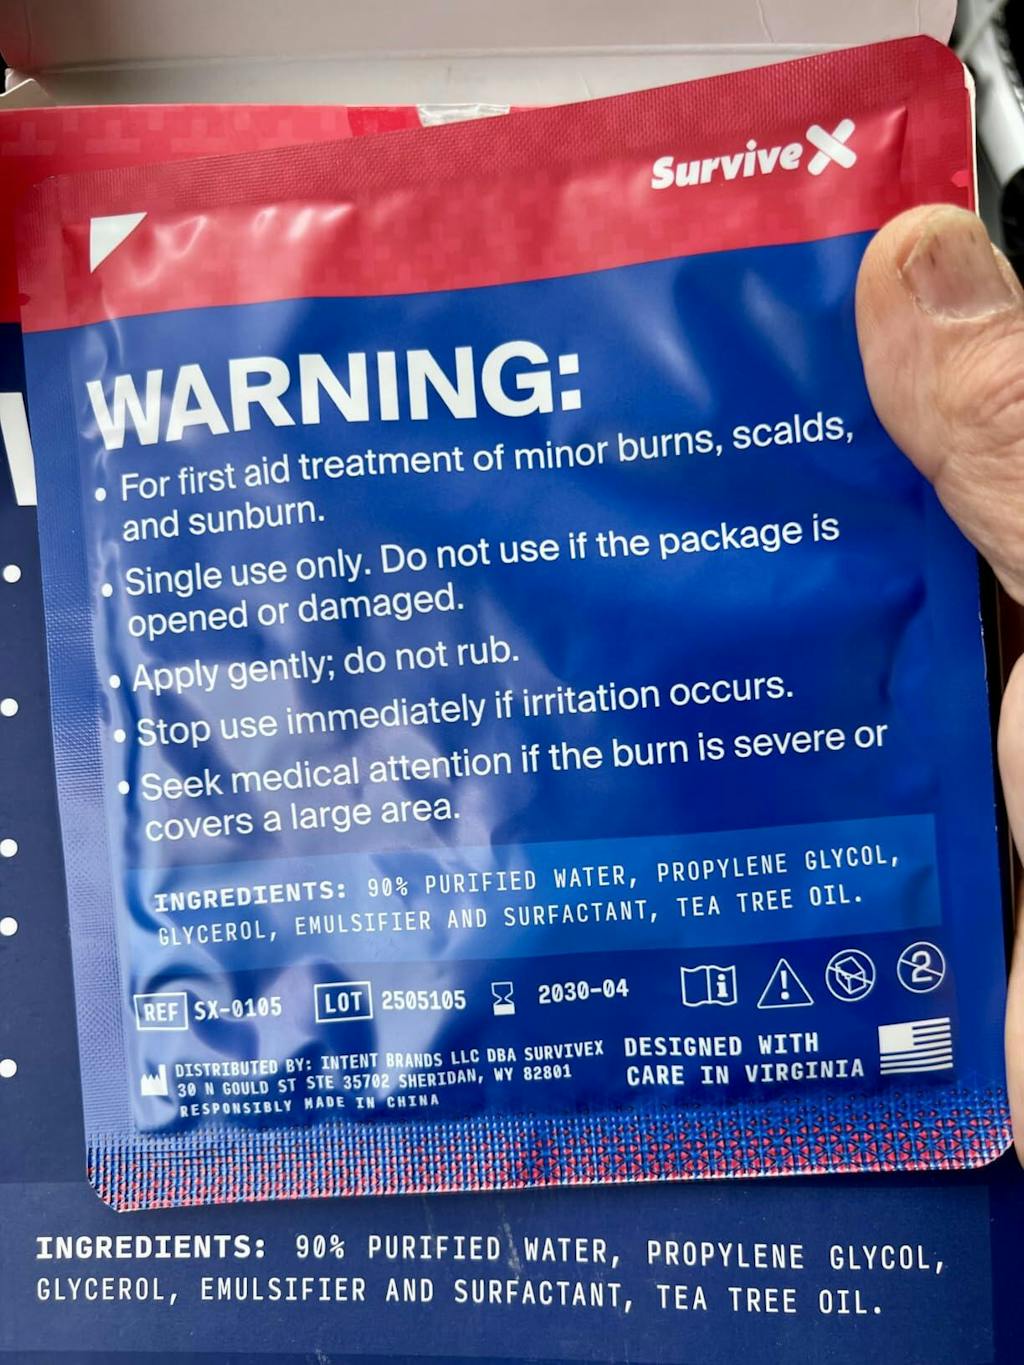 SurviveX
WARNING:
• For first aid treatment of minor burns, scalds,
and sunburn.
• Single use only. Do not use if the package is
opened or damaged.
• Apply gently; do not rub.
• Stop use immediately if irritation occurs.
• Seek medical attention if the burn is severe or
covers a large area.
INGREDIENTS: 90% PURIFIED WATER, PROPYLENE GLYCOL,
GLYCEROL, EMULSIFIER AND SURFACTANT, TEA TREE OIL.
REF SX-0105 LOT 2505105 2030-04 2
DISTRIBUTED BY: INTENT BRANDS LLC DBA SURVIVEX
30 N GOULD ST STE 35702 SHERIDAN, WY 82801
RESPONSIBLY MADE IN CHINA
DESIGNED WITH
CARE IN VIRGINIA
INGREDIENTS: 90% PURIFIED WATER, PROPYLENE GLYCOL,
GLYCEROL, EMULSIFIER AND SURFACTANT, TEA TREE OIL.